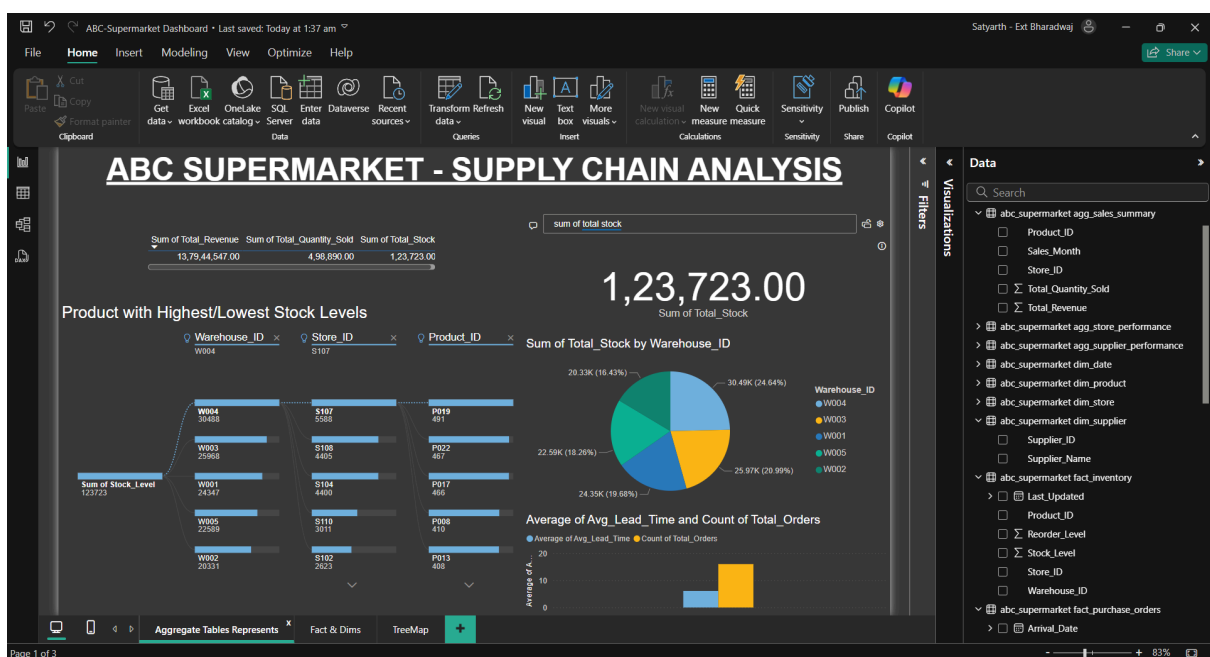 ABC-Supermarket Dashboard • Last saved: Today at 1:37 am
Satyarth - Ext Bharadwaj
File Home Insert Modeling View Optimize Help
Share
Paste
Cut
Copy
Format painter
Clipboard
Get data
Excel workbook
OneLake catalog
SQL Server
Enter data
Dataverse
Recent sources
Data
Transform data
Refresh
Queries
New visual
Text box
More visuals
Insert
New visual calculation
New measure
Quick measure
Calculations
Sensitivity
Sensitivity
Publish
Share
Copilot
Copilot
ABC SUPERMARKET - SUPPLY CHAIN ANALYSIS
Sum of Total_Revenue Sum of Total_Quantity_Sold Sum of Total_Stock
13,79,44,547.00 4,98,890.00 1,23,723.00
sum of total stock
1,23,723.00
Sum of Total_Stock
Product with Highest/Lowest Stock Levels
Warehouse_ID
W004
Store_ID
S107
Product_ID
Sum of Stock_Level
123723
W004
30488
W003
25968
W001
24347
W005
22589
W002
20331
S107
5588
S108
4405
S104
4400
S110
3011
S102
2623
P019
491
P022
467
P017
466
P008
410
P013
408
Sum of Total_Stock by Warehouse_ID
20.33K (16.43%)
30.49K (24.64%)
22.59K (18.26%)
25.97K (20.99%)
24.35K (19.68%)
Warehouse_ID
W004
W003
W001
W005
W002
Average of Avg_Lead_Time and Count of Total_Orders
Average of Avg_Lead_Time Count of Total_Orders
Average of A...
20
10
0
Filters
Visualizations
Data
Search
abc_supermarket agg_sales_summary
Product_ID
Sales_Month
Store_ID
Total_Quantity_Sold
Total_Revenue
abc_supermarket agg_store_performance
abc_supermarket agg_supplier_performance
abc_supermarket dim_date
abc_supermarket dim_product
abc_supermarket dim_store
abc_supermarket dim_supplier
Supplier_ID
Supplier_Name
abc_supermarket fact_inventory
Last_Updated
Product_ID
Reorder_Level
Stock_Level
Store_ID
Warehouse_ID
abc_supermarket fact_purchase_orders
Arrival_Date
Aggregate Tables Represents Fact & Dims TreeMap
Page 1 of 3
83%